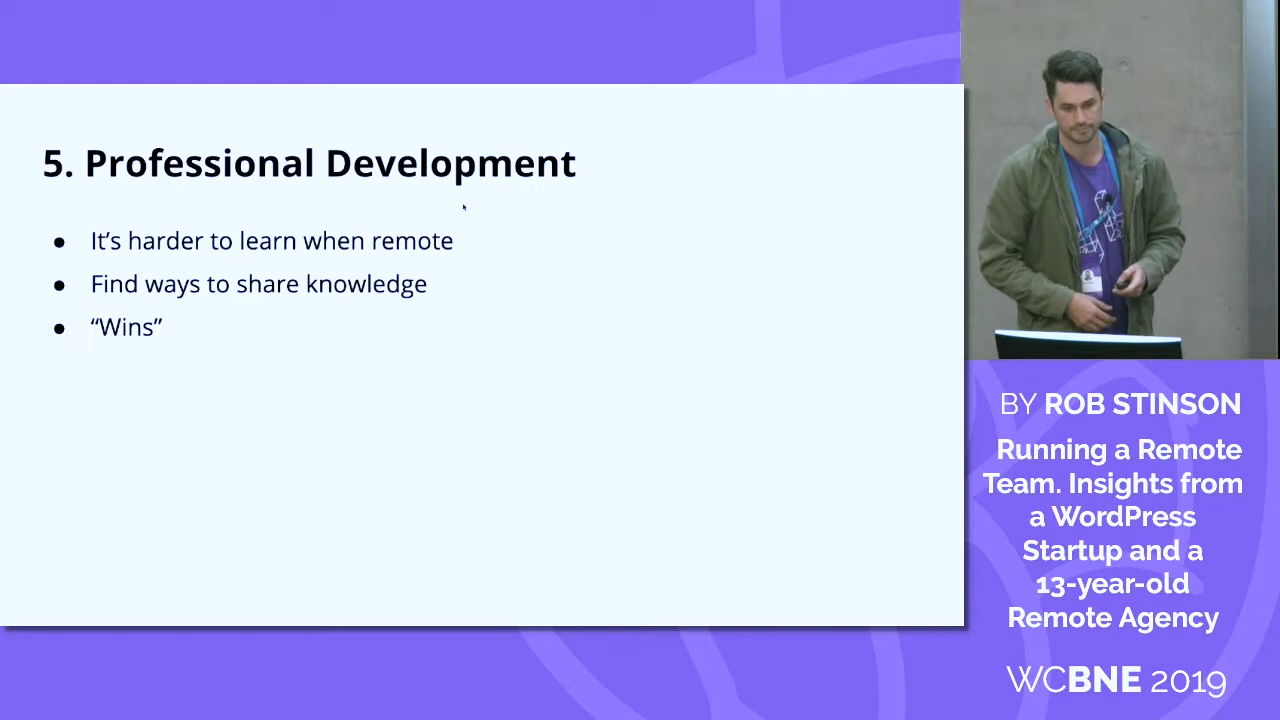 5. Professional Development
● It's harder to learn when remote
● Find ways to share knowledge
● “Wins”
BY ROB STINSON
Running a Remote
Team. Insights from
a WordPress
Startup and a
13-year-old
Remote Agency
WCBNE 2019